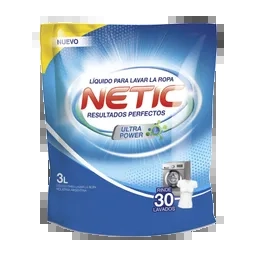 NUEVO
LÍQUIDO PARA LAVAR LA ROPA
NETIC
RESULTADOS PERFECTOS
ULTRA
POWER
3L
RINDE
30
LAVADOS